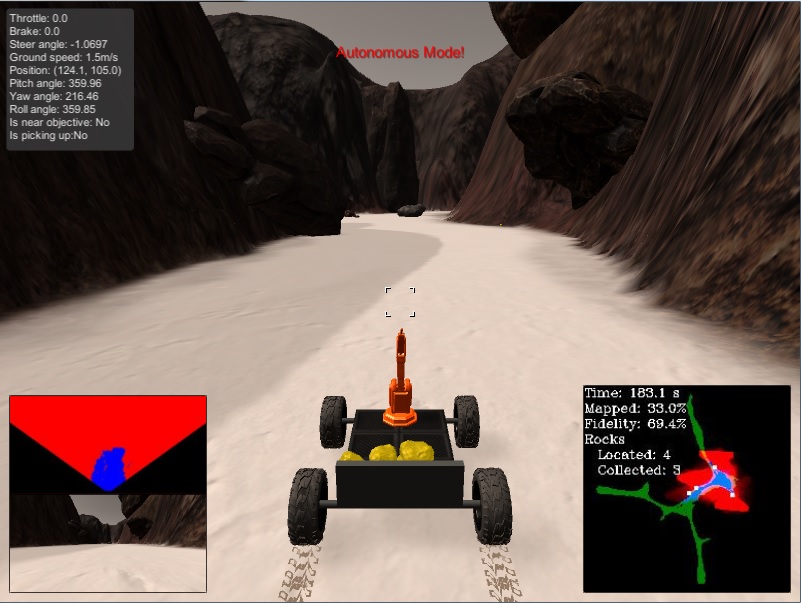 Throttle: 0.0
Brake: 0.0
Steer angle: -1.0697
Ground speed: 1.5m/s
Position: (124.1, 105.0)
Pitch angle: 359.96
Yaw angle: 216.46
Roll angle: 359.85
Is near objective: No
Is picking up:No
Autonomous Mode!
Time: 183.1 s
Mapped: 33.0%
Fidelity: 69.4%
Rocks
Located: 4
Collected: 3